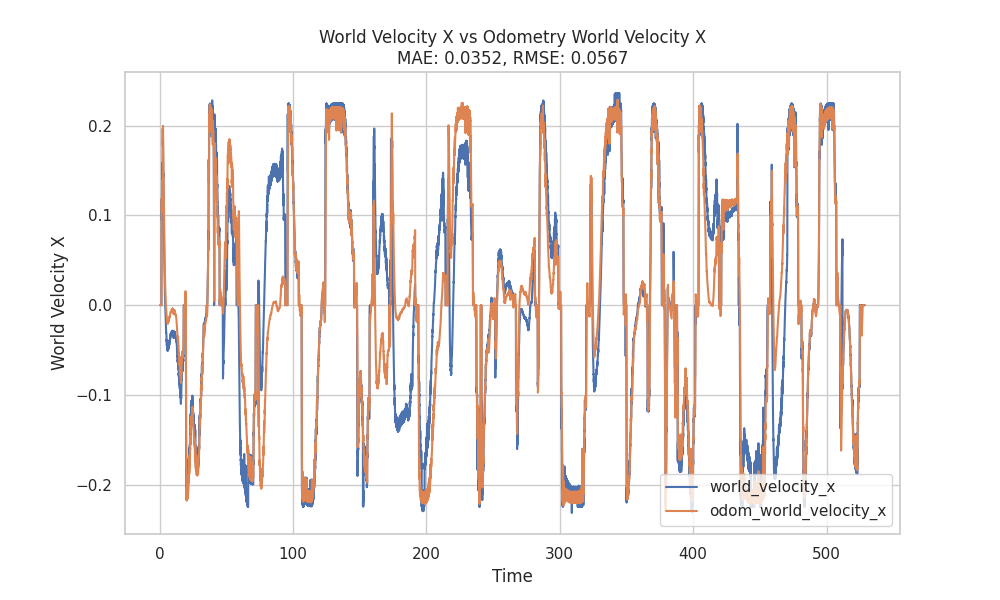 World Velocity X vs Odometry World Velocity X
MAE: 0.0352, RMSE: 0.0567
World Velocity X
0.2
0.1
0.0
−0.1
−0.2
0 100 200 300 400 500
Time
world_velocity_x
odom_world_velocity_x